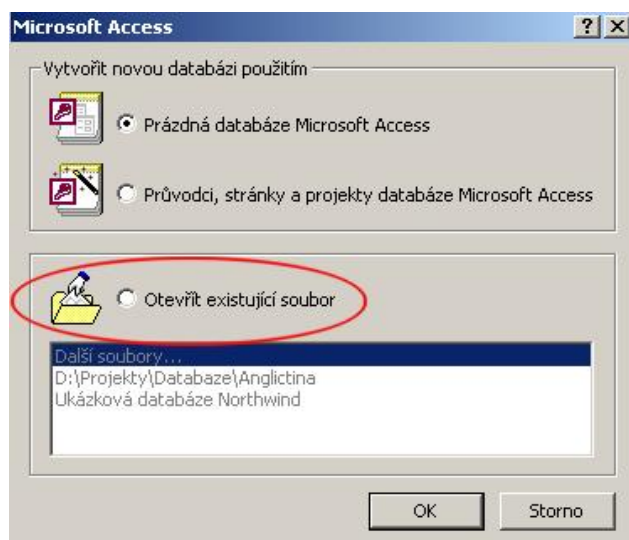 Microsoft Access
Vytvořit novou databázi použitím
Prázdná databáze Microsoft Access
Průvodci, stránky a projekty databáze Microsoft Access
Otevřít existující soubor
Další soubory...
D:\Projekty\Databaze\Anglictina
Ukázková databáze Northwind
OK
Storno